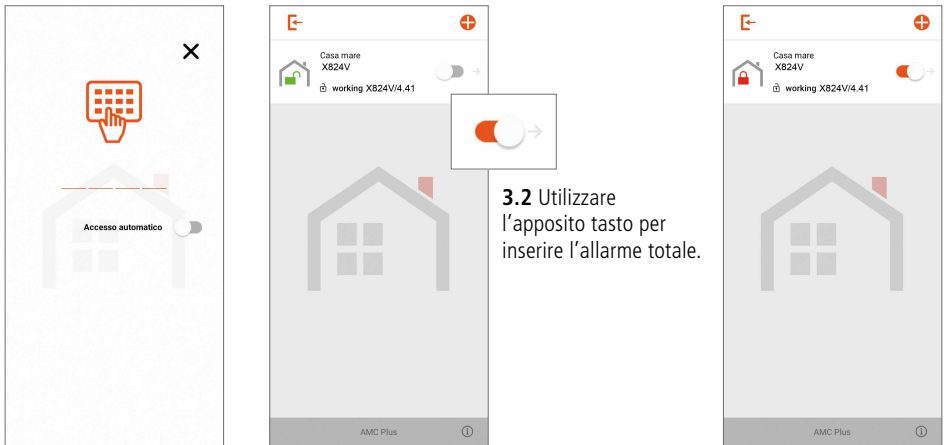 Accesso automatico
Casa mare
X824V
working X824V/4.41
AMC Plus
3.2 Utilizzare
l'apposito tasto per
inserire l'allarme totale.
Casa mare
X824V
working X824V/4.41
AMC Plus